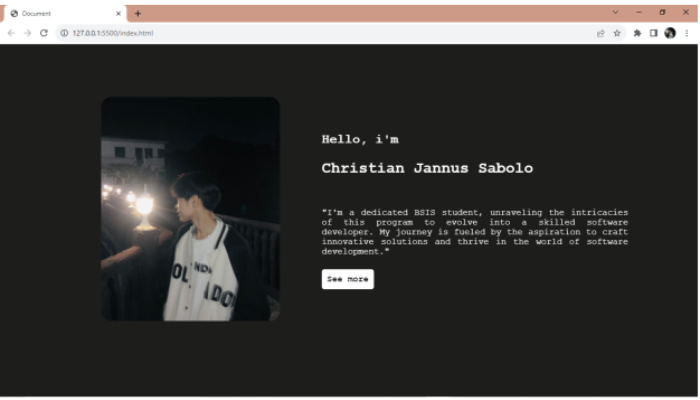 Document
127.0.0.1:5500/index.html
Hello, i'm
Christian Jannus Sabolo
"I'm a dedicated BSIS student, unraveling the intricacies
of this program to evolve into a skilled software
developer. My journey is fueled by the aspiration to craft
innovative solutions and thrive in the world of software
development."
See more